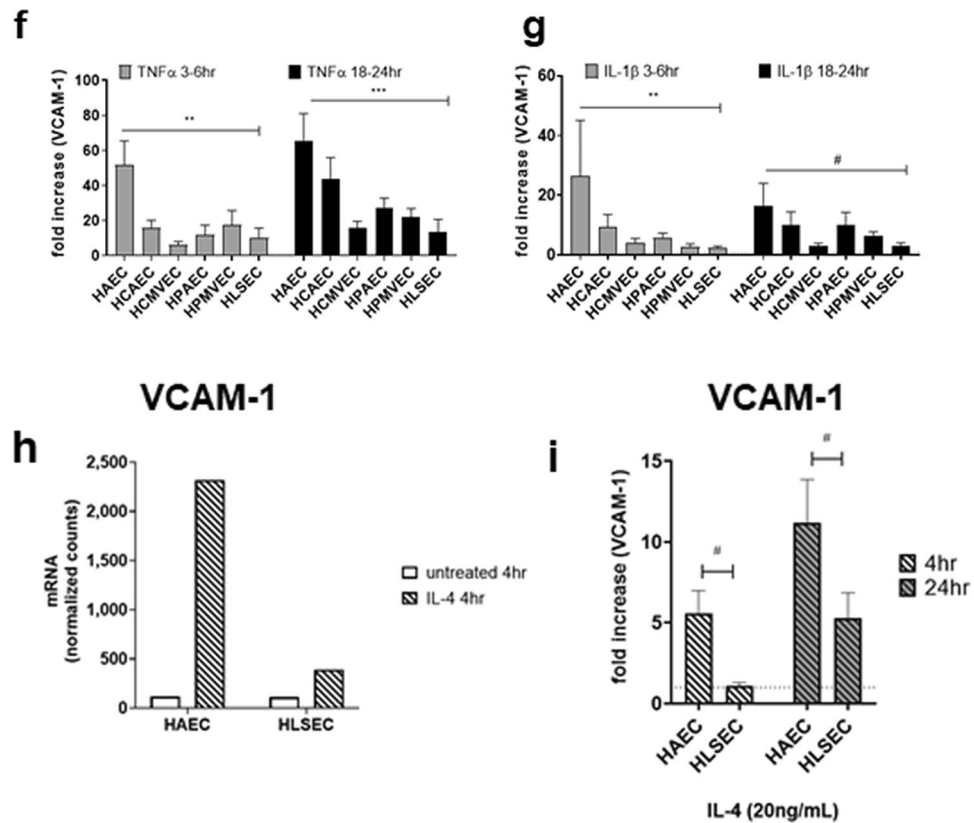 f
TNFα 3-6hr
TNFα 18-24hr
fold increase (VCAM-1)
100
80
60
40
20
0
**
***
HAEC
HCAEC
HCMVEC
HPAEC
HPMVEC
HLSEC
HAEC
HCAEC
HCMVEC
HPAEC
HPMVEC
HLSEC
g
IL-1β 3-6hr
IL-1β 18-24hr
fold increase (VCAM-1)
60
40
20
0
**
#
HAEC
HCAEC
HCMVEC
HPAEC
HPMVEC
HLSEC
HAEC
HCAEC
HCMVEC
HPAEC
HPMVEC
HLSEC
VCAM-1
h
mRNA
(normalized counts)
2,500
2,000
1,500
1,000
500
0
untreated 4hr
IL-4 4hr
HAEC
HLSEC
VCAM-1
i
fold increase (VCAM-1)
15
10
5
0
#
#
4hr
24hr
HAEC
HLSEC
HAEC
HLSEC
IL-4 (20ng/mL)